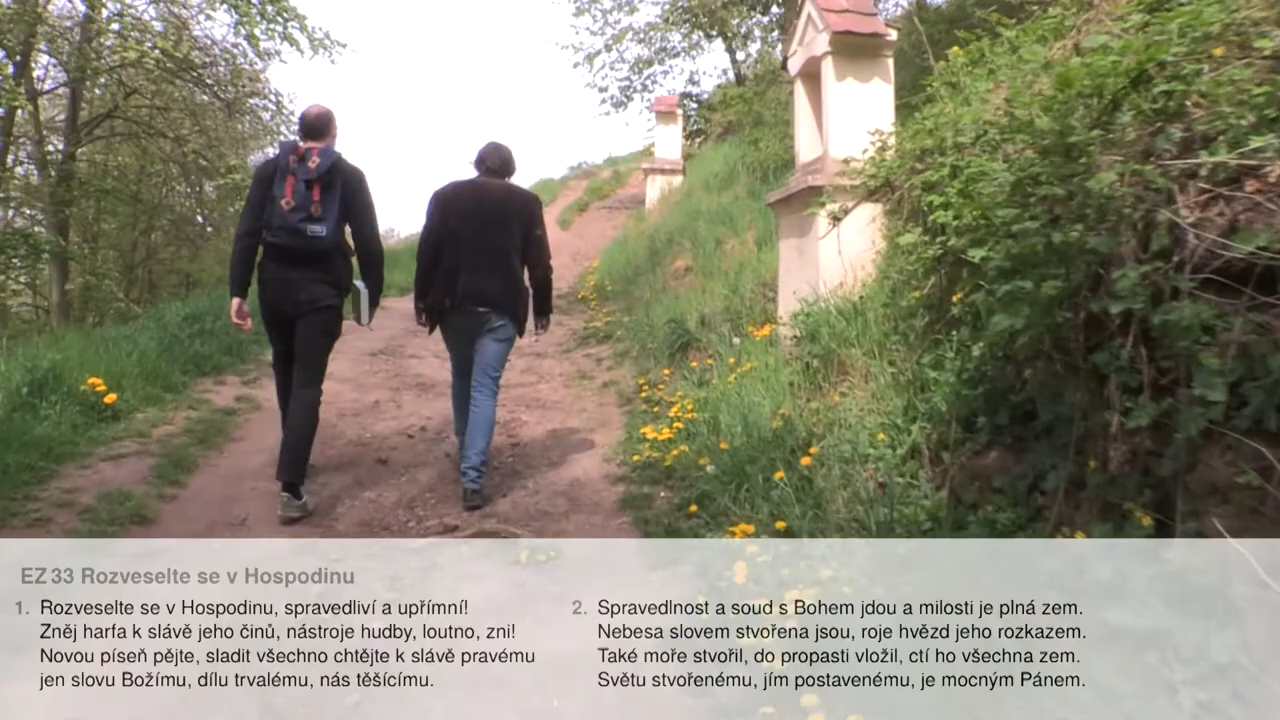 EZ 33 Rozveselte se v Hospodinu
1. Rozveselte se v Hospodinu, spravedliví a upřímní!
Zněj harfa k slávě jeho činů, nástroje hudby, loutno, zni!
Novou píseň pějte, sladit všechno chtějte k slávě pravému
jen slovu Božímu, dílu trvalému, nás těšícímu.
2. Spravedlnost a soud s Bohem jdou a milosti je plná zem.
Nebesa slovem stvořena jsou, roje hvězd jeho rozkazem.
Také moře stvořil, do propasti vložil, ctí ho všechna zem.
Světu stvořenému, jím postavenému, je mocným Pánem.